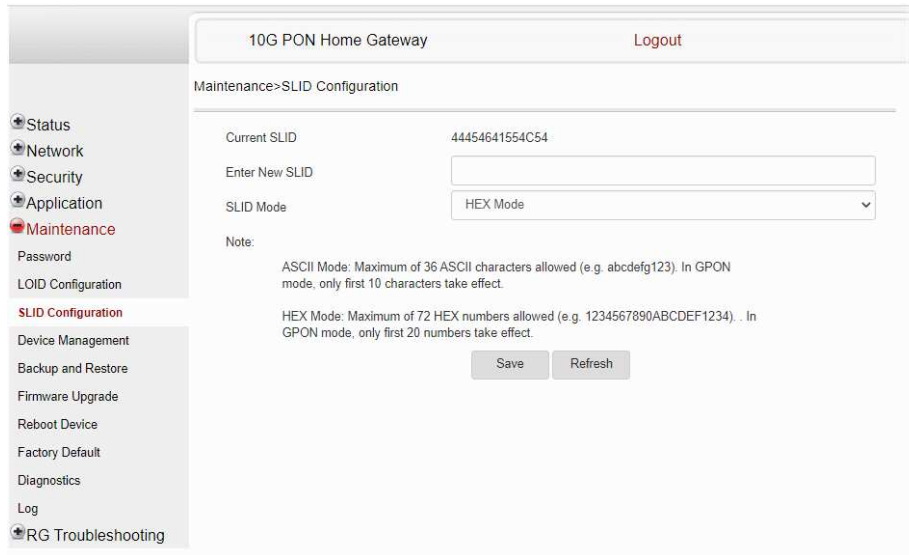 10G PON Home Gateway
Logout
Maintenance>SLID Configuration
Status
Network
Security
Application
Maintenance
Password
LOID Configuration
SLID Configuration
Device Management
Backup and Restore
Firmware Upgrade
Reboot Device
Factory Default
Diagnostics
Log
RG Troubleshooting
Current SLID 44454641554C54
Enter New SLID
SLID Mode HEX Mode
Note:
ASCII Mode: Maximum of 36 ASCII characters allowed (e.g. abcdefg123). In GPON
mode, only first 10 characters take effect.
HEX Mode: Maximum of 72 HEX numbers allowed (e.g. 1234567890ABCDEF1234). . In
GPON mode, only first 20 numbers take effect.
Save Refresh